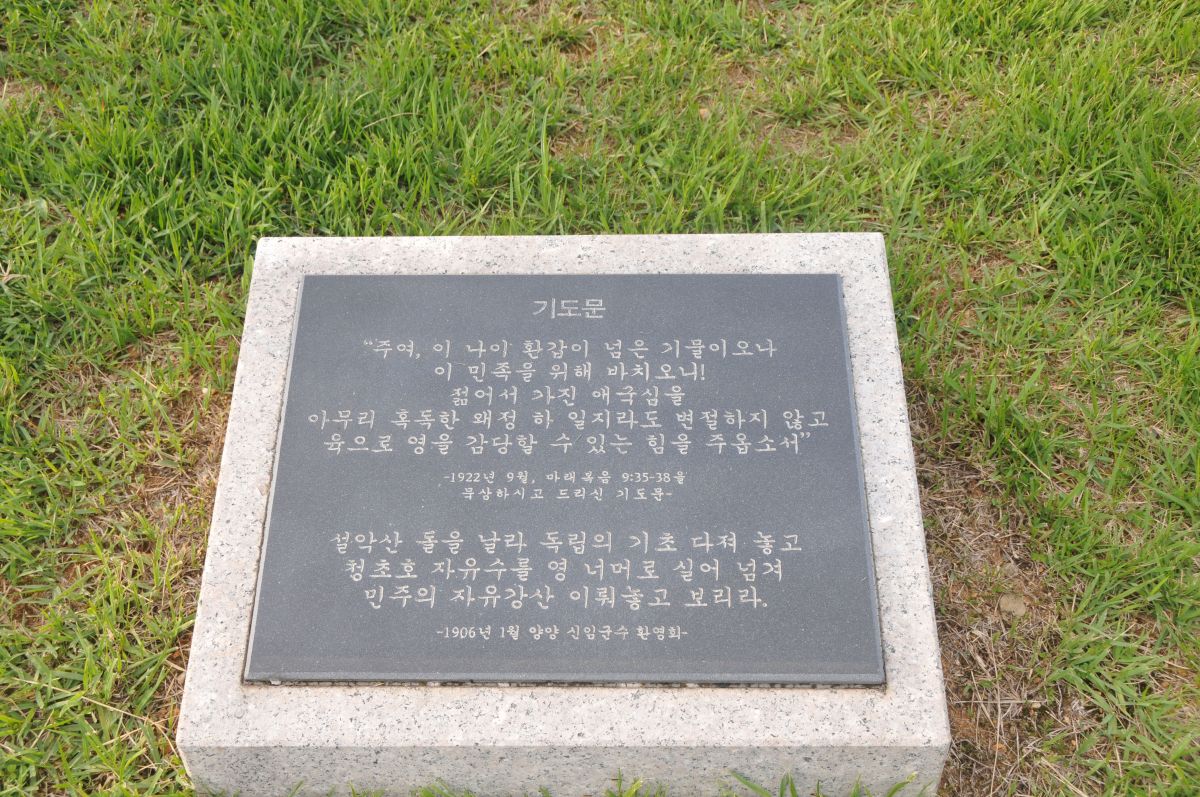 기도문
“주여, 이 나이 환갑이 넘은 기물이오나
이 민족을 위해 바치오니!
젊어서 가진 애국심을
아무리 혹독한 왜정 하 일지라도 변절하지 않고
육으로 영을 감당할 수 있는 힘을 주옵소서”
-1922년 9월, 마래복음 9:35-38을
묵상하시고 드리신 기도문-
설악산 돌을 날라 독립의 기초 다져 놓고
청초호 자유수를 영 너머로 실어 넘겨
민주의 자유강산 이뤄놓고 보리라.
-1906년 1월 양양 신임군수 환영회-